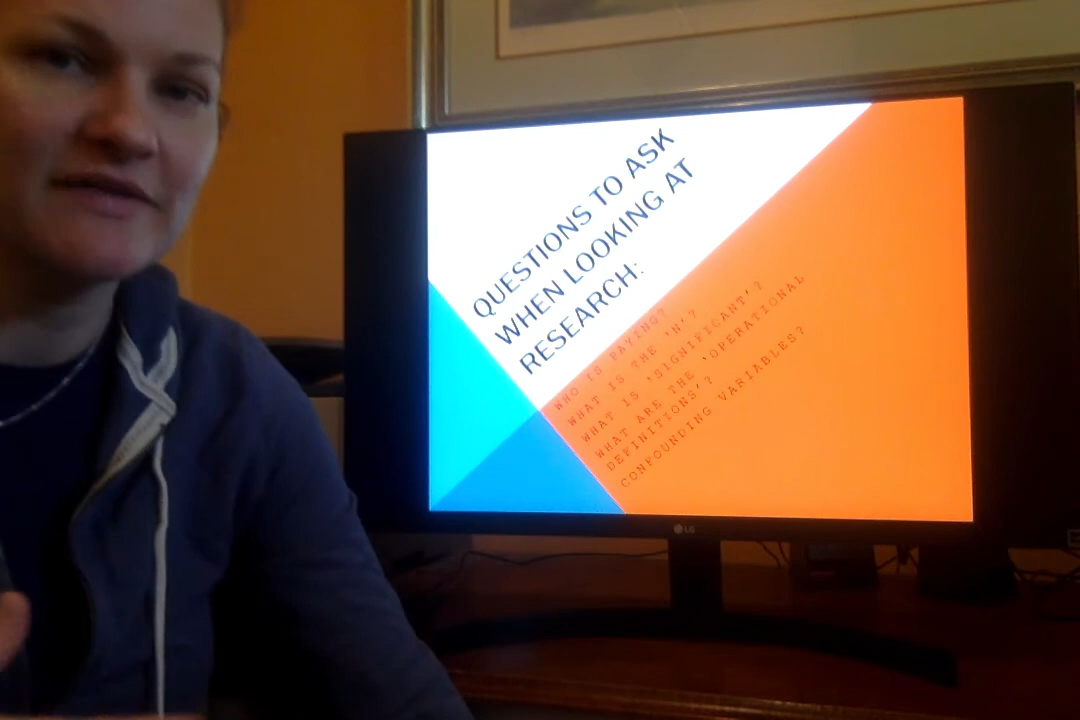 QUESTIONS TO ASK
WHEN LOOKING AT
RESEARCH:
WHO IS PAYING?
WHAT IS THE 'N'?
WHAT IS 'SIGNIFICANT'?
WHAT ARE THE 'OPERATIONAL
DEFINITIONS'?
CONFOUNDING VARIABLES?
LG